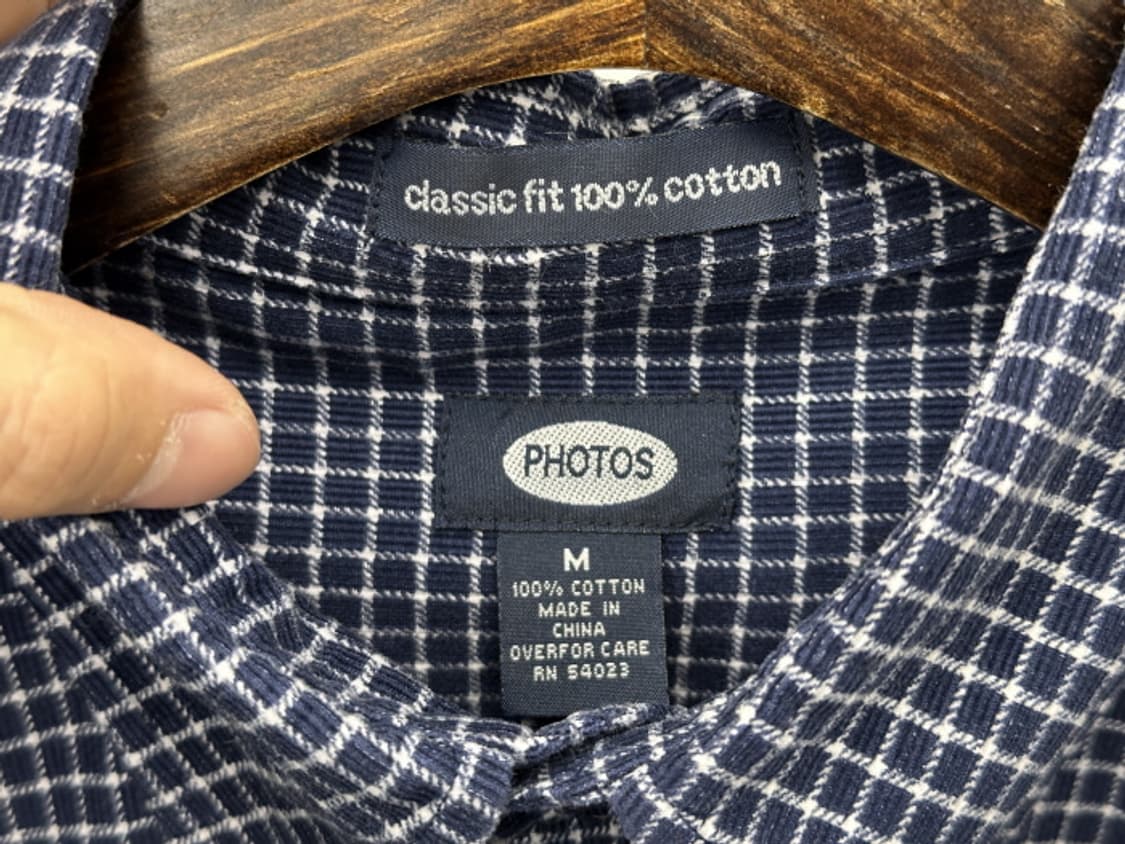 classic fit 100% cotton
PHOTOS
M
100% COTTON
MADE IN
CHINA
OVERFOR CARE
RN 54023